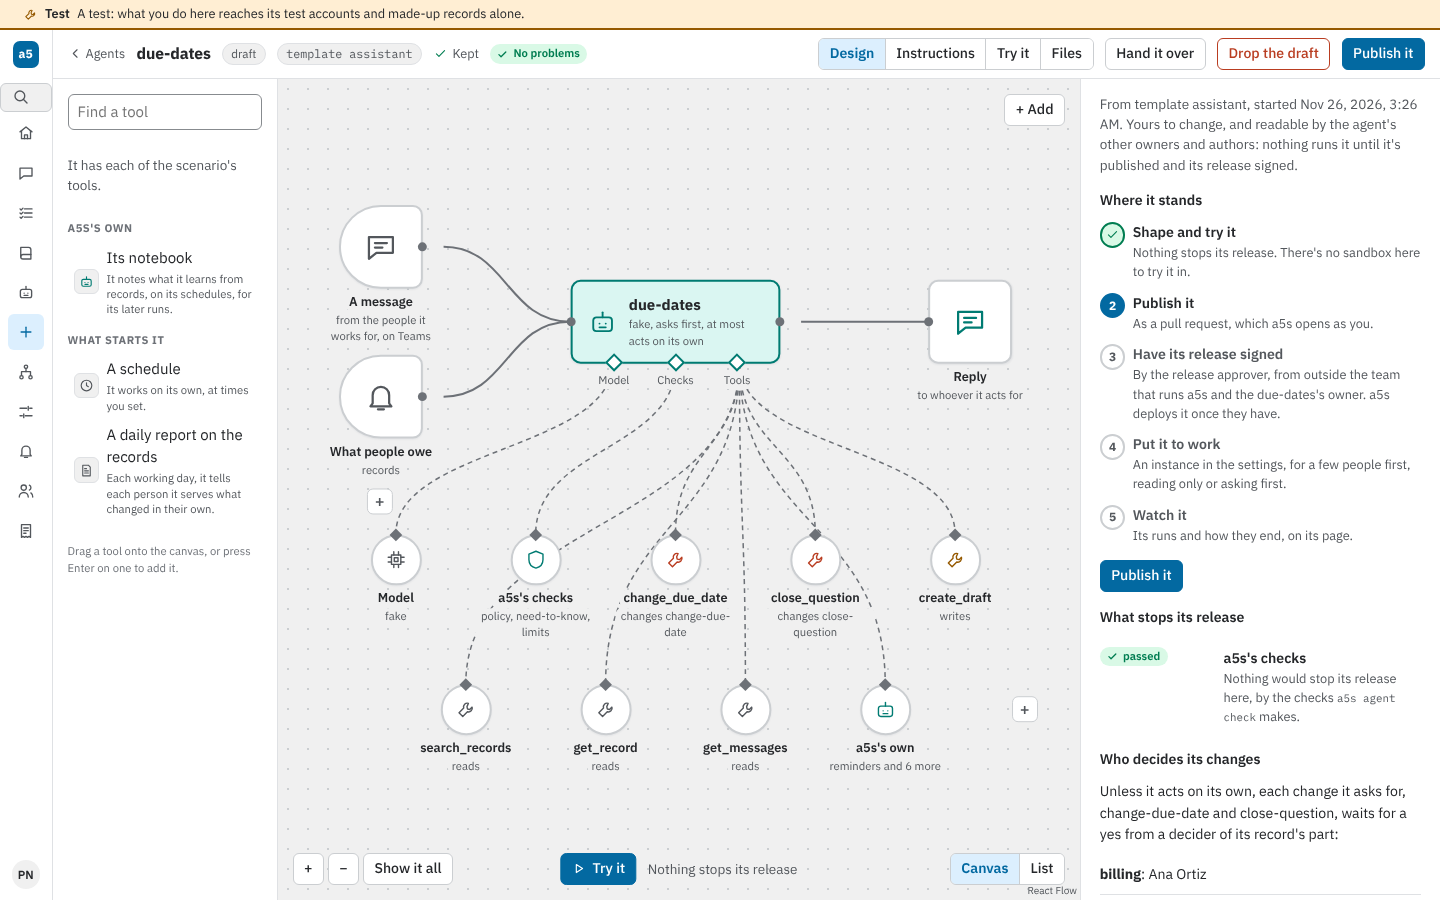 Test A test: what you do here reaches its test accounts and made-up records alone.
a5
Agents
due-dates
draft
template assistant
Kept
No problems
Design
Instructions
Try it
Files
Hand it over
Drop the draft
Publish it
Find a tool
It has each of the scenario's
tools.
A5S'S OWN
Its notebook
It notes what it learns from
records, on its schedules, for
its later runs.
WHAT STARTS IT
A schedule
It works on its own, at times
you set.
A daily report on the
records
Each working day, it tells
each person it serves what
changed in their own.
Drag a tool onto the canvas, or press
Enter on one to add it.
PN
+ Add
A message
from the people it
works for, on Teams
What people owe
records
due-dates
fake, asks first, at most
acts on its own
Model
Checks
Tools
Reply
to whoever it acts for
Model
fake
a5s's checks
policy, need-to-know,
limits
change_due_date
changes change-due-
date
close_question
changes close-
question
create_draft
writes
search_records
reads
get_record
reads
get_messages
reads
a5s's own
reminders and 6 more
Show it all
Try it
Nothing stops its release
Canvas
List
React Flow
From template assistant, started Nov 26, 2026, 3:26
AM. Yours to change, and readable by the agent's
other owners and authors: nothing runs it until it's
published and its release signed.
Where it stands
Shape and try it
Nothing stops its release. There's no sandbox here
to try it in.
2
Publish it
As a pull request, which a5s opens as you.
3
Have its release signed
By the release approver, from outside the team
that runs a5s and the due-dates's owner. a5s
deploys it once they have.
4
Put it to work
An instance in the settings, for a few people first,
reading only or asking first.
5
Watch it
Its runs and how they end, on its page.
Publish it
What stops its release
passed
a5s's checks
Nothing would stop its release
here, by the checks a5s agent
check makes.
Who decides its changes
Unless it acts on its own, each change it asks for,
change-due-date and close-question, waits for a
yes from a decider of its record's part:
billing: Ana Ortiz